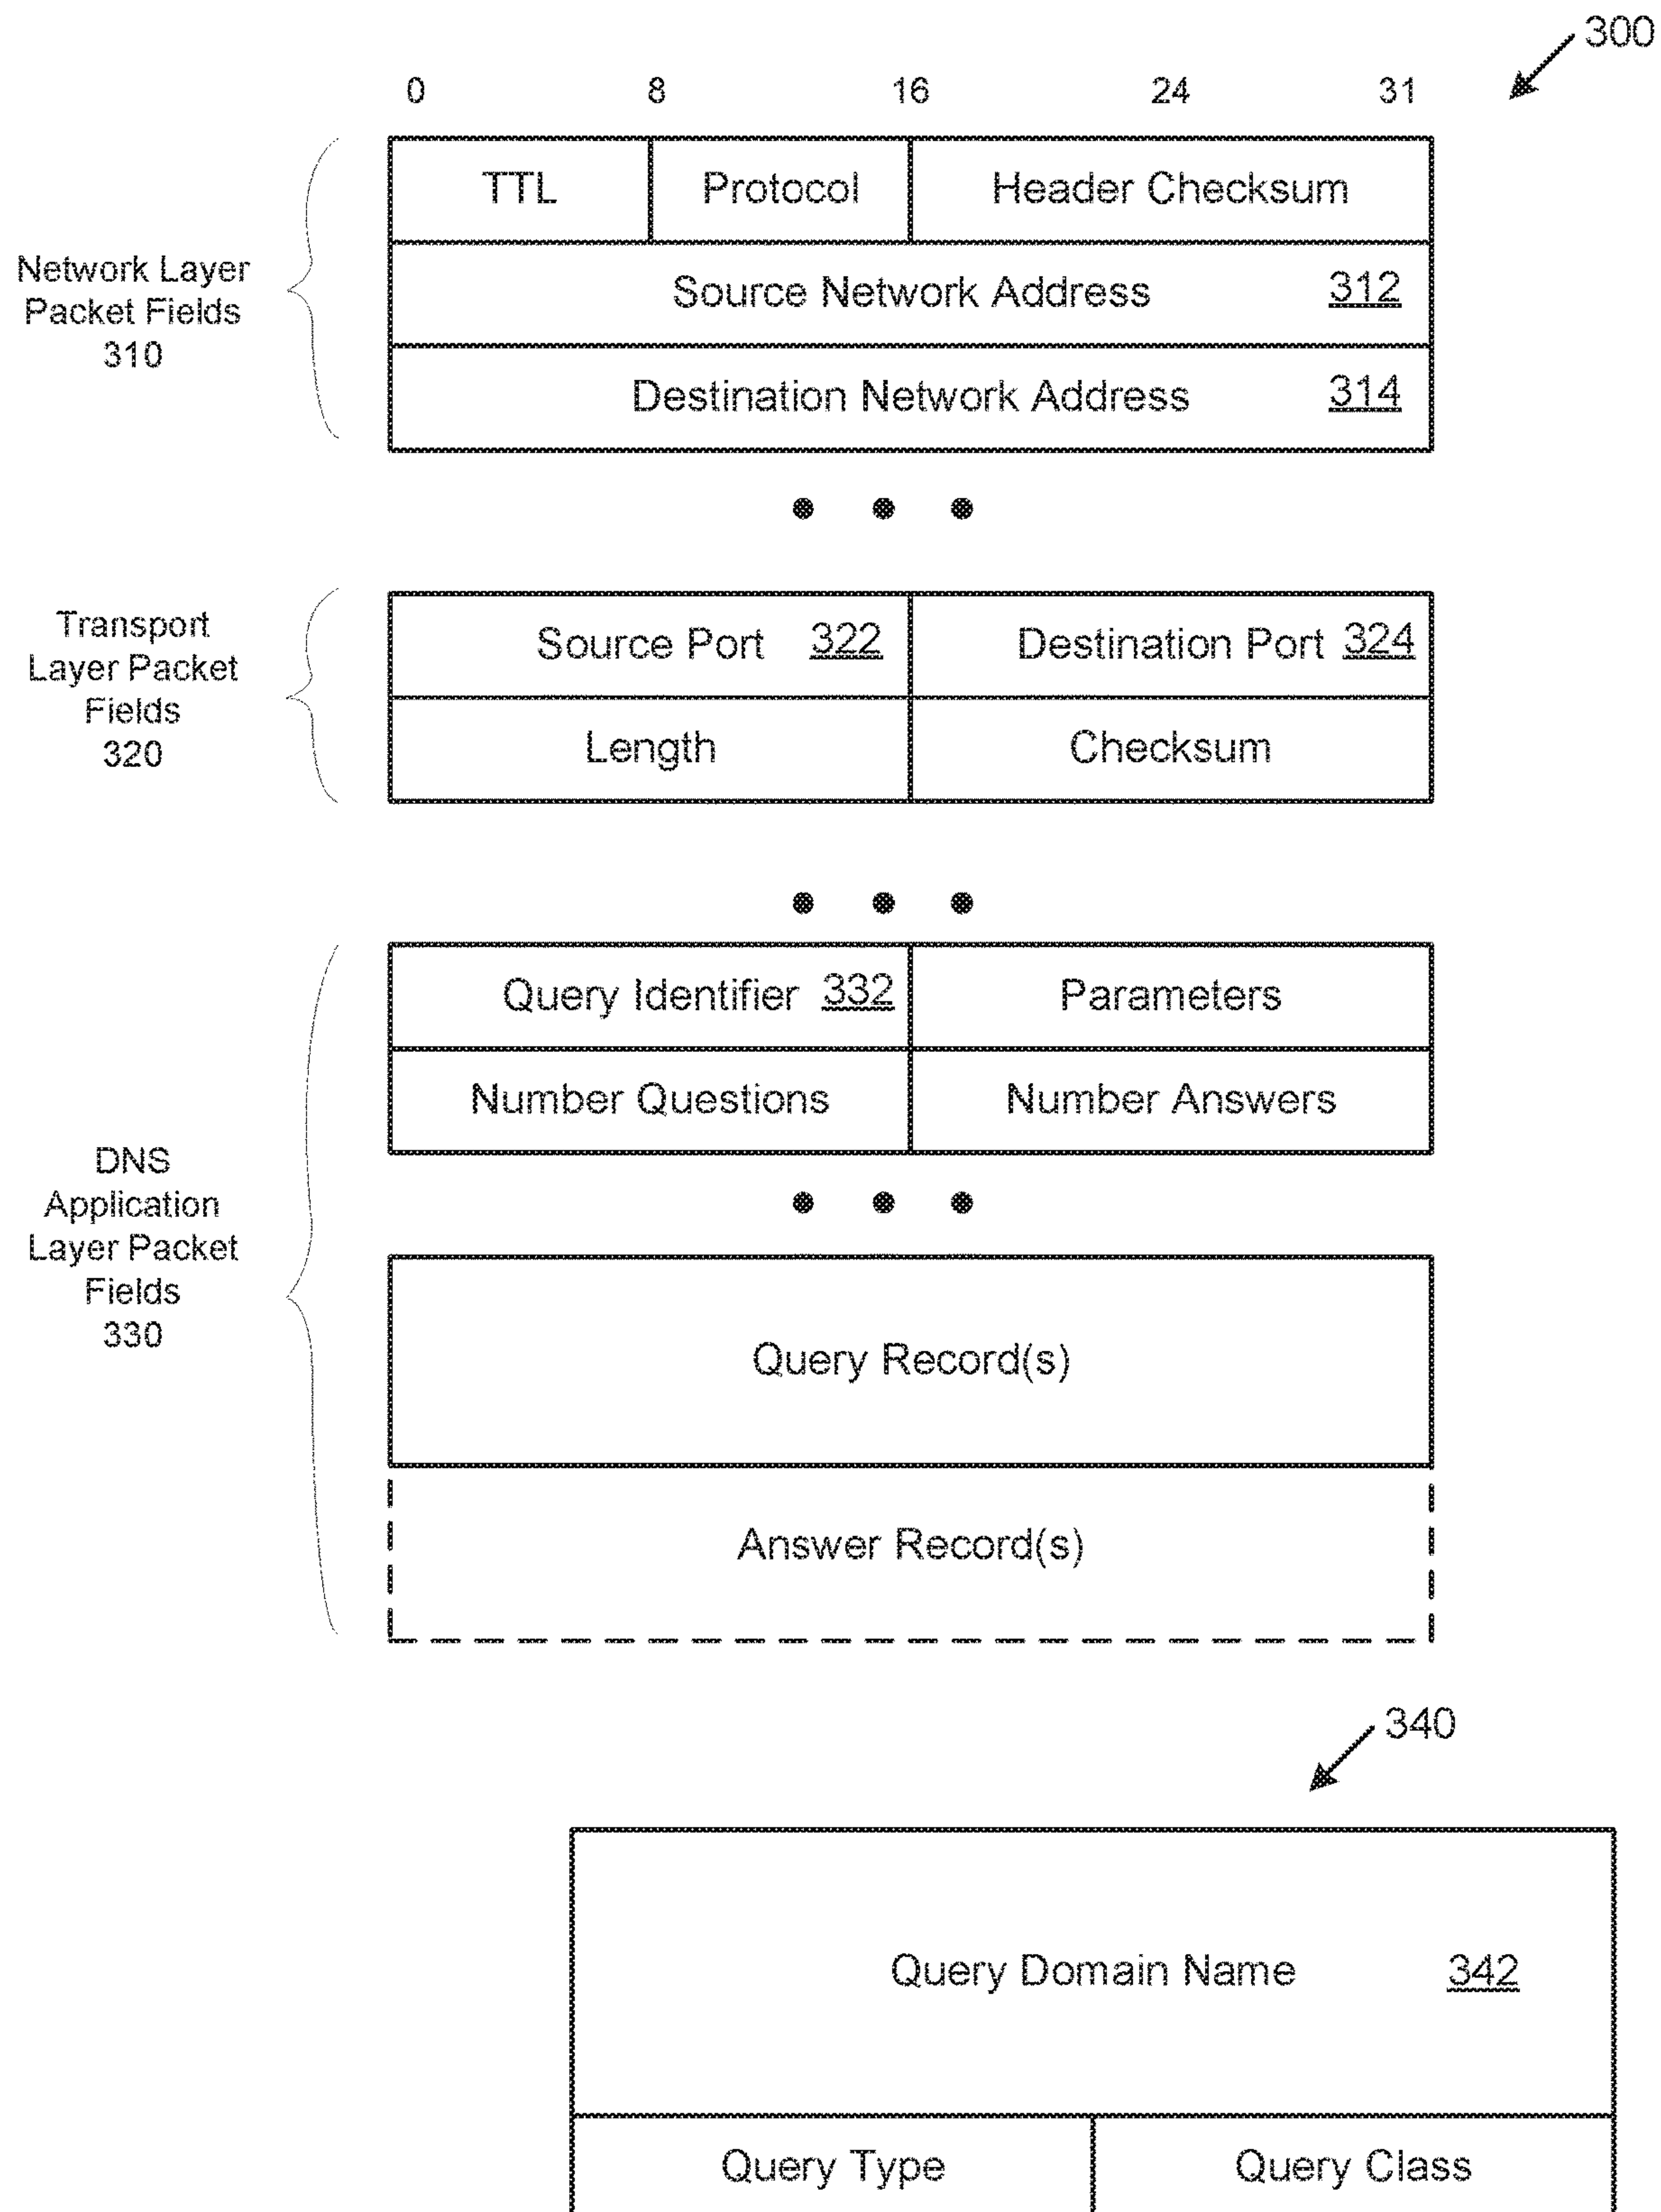 300
0 8 16 24 31
TTL Protocol Header Checksum
Network Layer
Packet Fields
310
Source Network Address 312
Destination Network Address 314
Transport
Layer Packet
Fields
320
Source Port 322 Destination Port 324
Length Checksum
DNS
Application
Layer Packet
Fields
330
Query Identifier 332 Parameters
Number Questions Number Answers
Query Record(s)
Answer Record(s)
340
Query Domain Name 342
Query Type Query Class